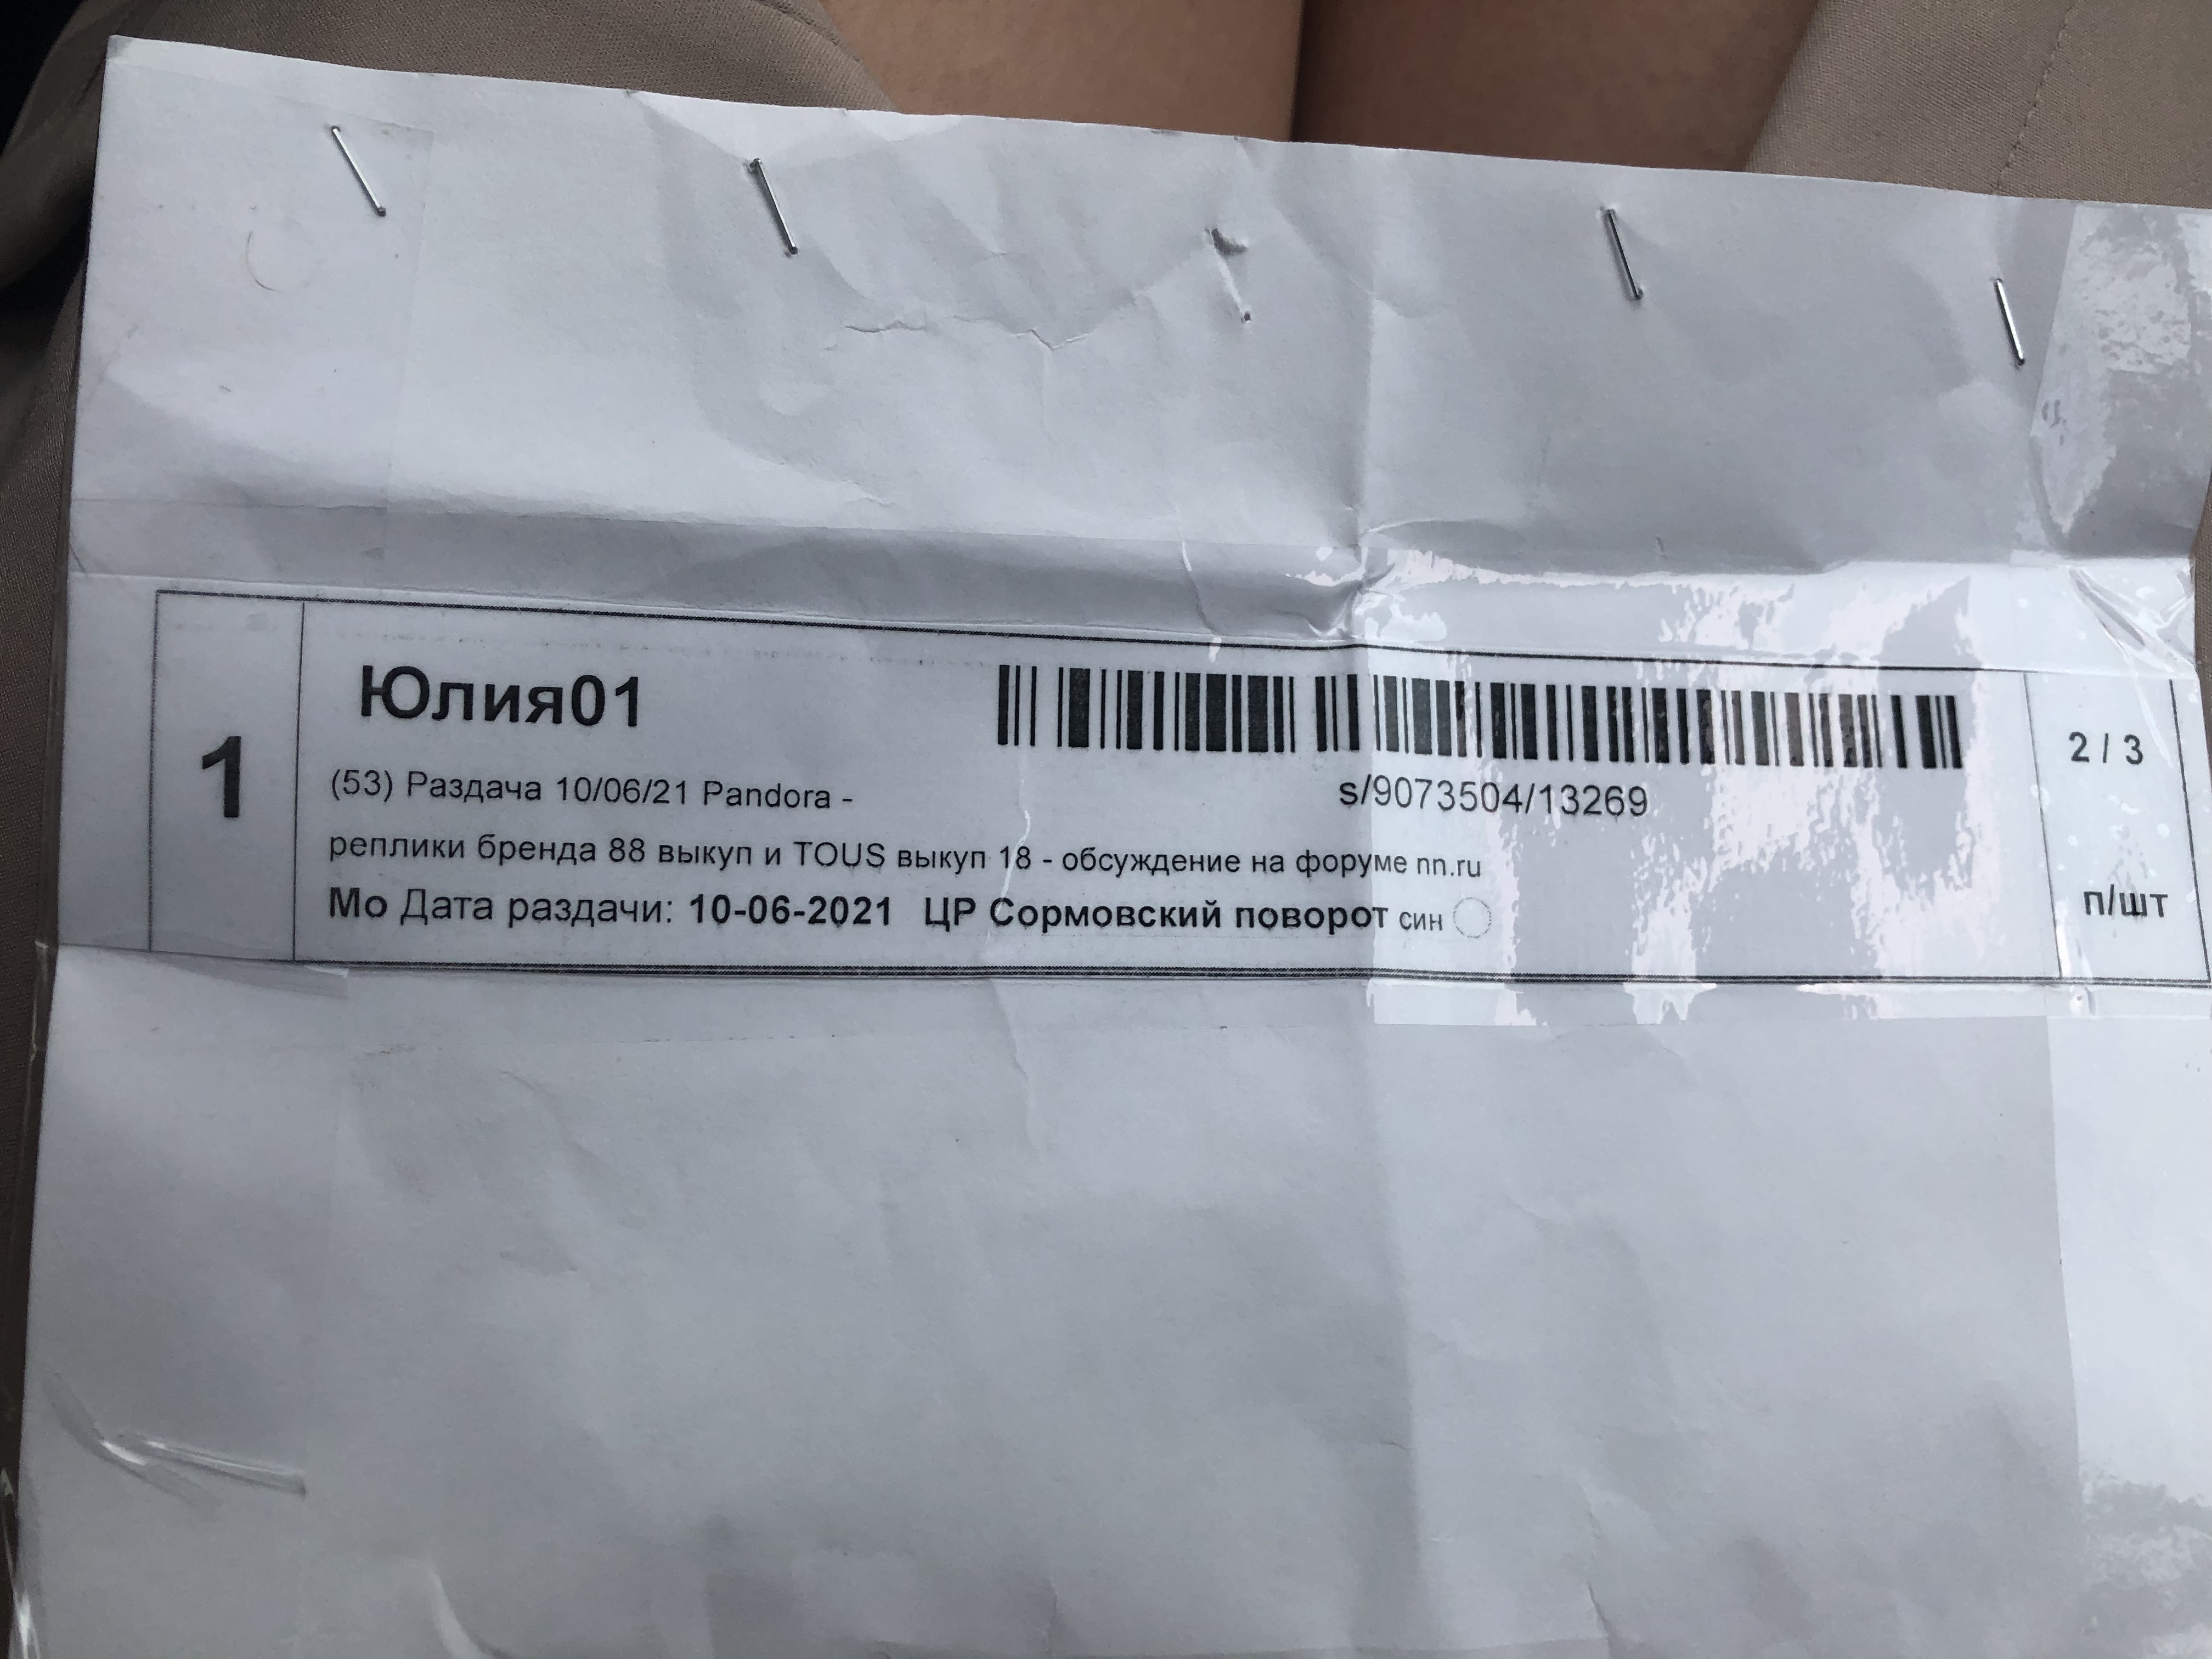 1
Юлия01
s/9073504/13269
2 / 3
(53) Раздача 10/06/21 Pandora -
реплики бренда 88 выкуп и TOUS выкуп 18 - обсуждение на форуме nn.ru
Мо Дата раздачи: 10-06-2021 ЦР Сормовский поворот син
п/шт